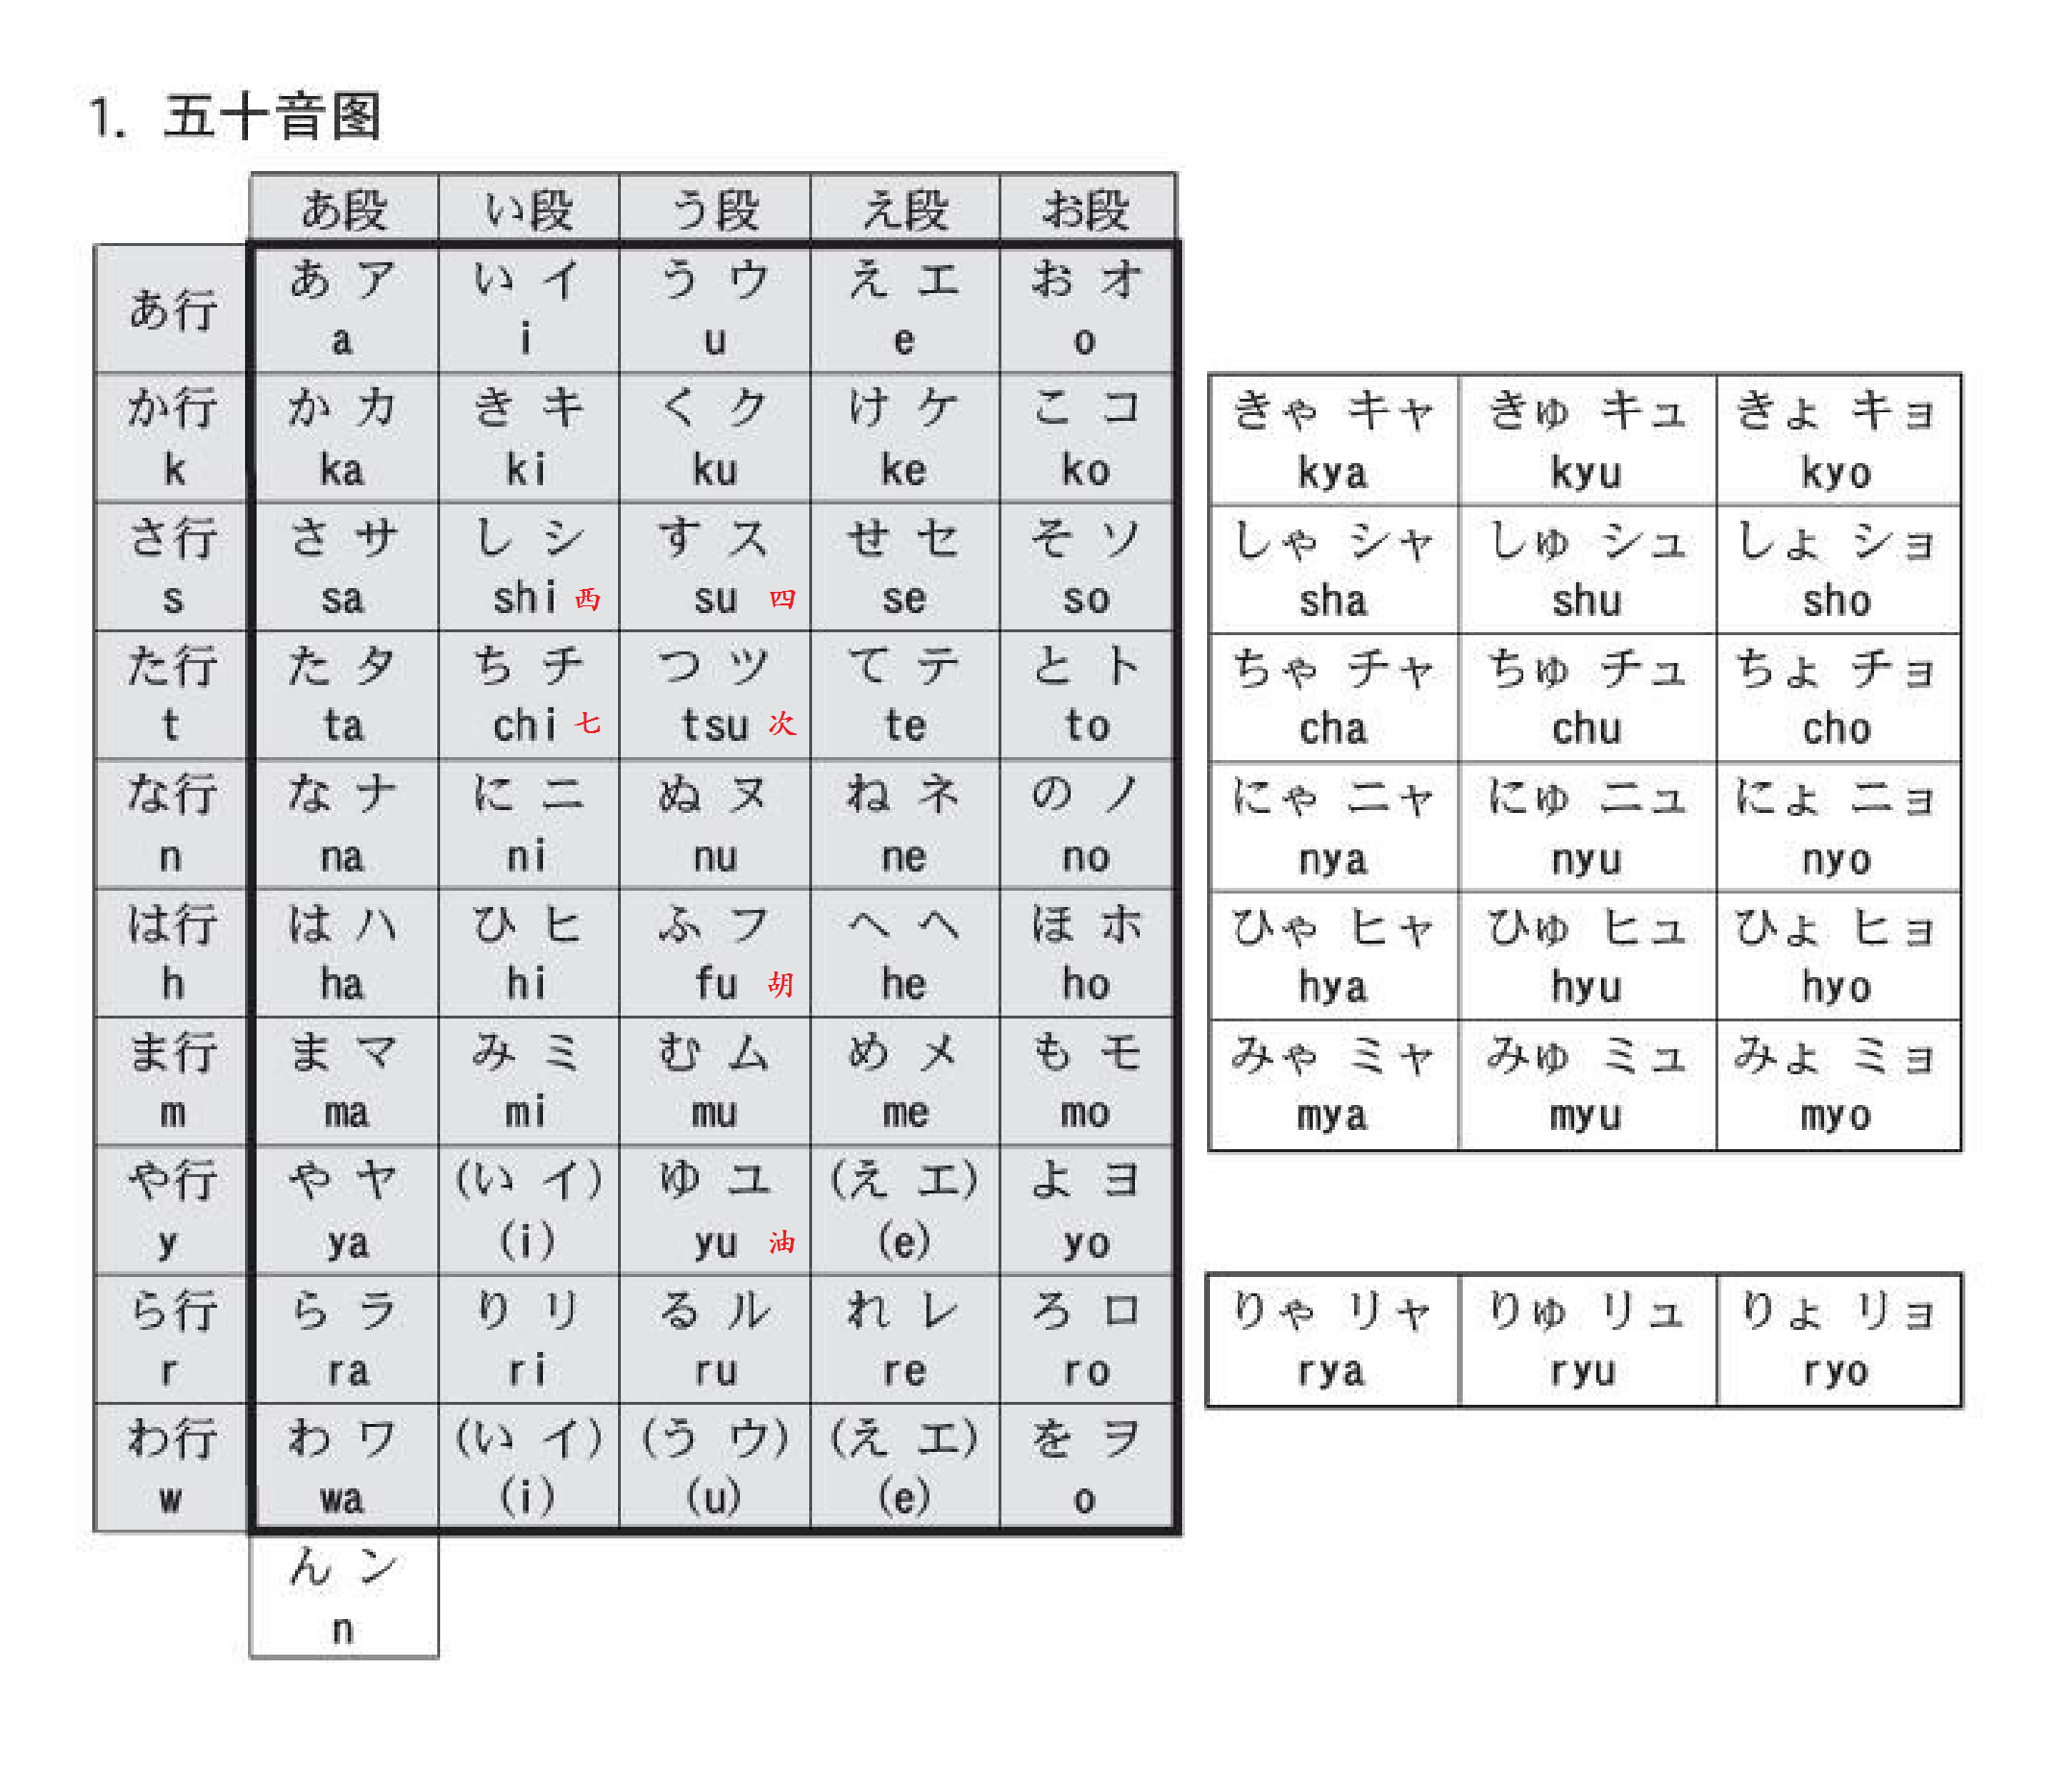 1. 五十音图
あ段 い段 う段 え段 お段
あ行 あ ア い イ う ウ え エ お オ
a i u e o
か行 か カ き キ く ク け ケ こ コ きゃ キャ きゅ キュ きょ キョ
k ka ki ku ke ko kya kyu kyo
さ行 さ サ し シ す ス せ セ そ ソ しゃ シャ しゅ シュ しょ ショ
s sa shi 西 su 四 se so sha shu sho
た行 た タ ち チ つ ツ て テ と ト ちゃ チャ ちゅ チュ ちょ チョ
t ta chi 七 tsu 次 te to cha chu cho
な行 な ナ に ニ ぬ ヌ ね ネ の ノ にゃ ニャ にゅ ニュ にょ ニョ
n na ni nu ne no nya nyu nyo
は行 は ハ ひ ヒ ふ フ へ ヘ ほ ホ ひゃ ヒャ ひゅ ヒュ ひょ ヒョ
h ha hi fu 胡 he ho hya hyu hyo
ま行 ま マ み ミ む ム め メ も モ みゃ ミャ みゅ ミュ みょ ミョ
m ma mi mu me mo mya myu myo
や行 や ヤ (い イ) ゆ ユ (え エ) よ ヨ
y ya (i) yu 油 (e) yo
ら行 ら ラ り リ る ル れ レ ろ ロ りゃ リャ りゅ リュ りょ リョ
r ra ri ru re ro rya ryu ryo
わ行 わ ワ (い イ) (う ウ) (え エ) を ヲ
w wa (i) (u) (e) o
ん ン
n